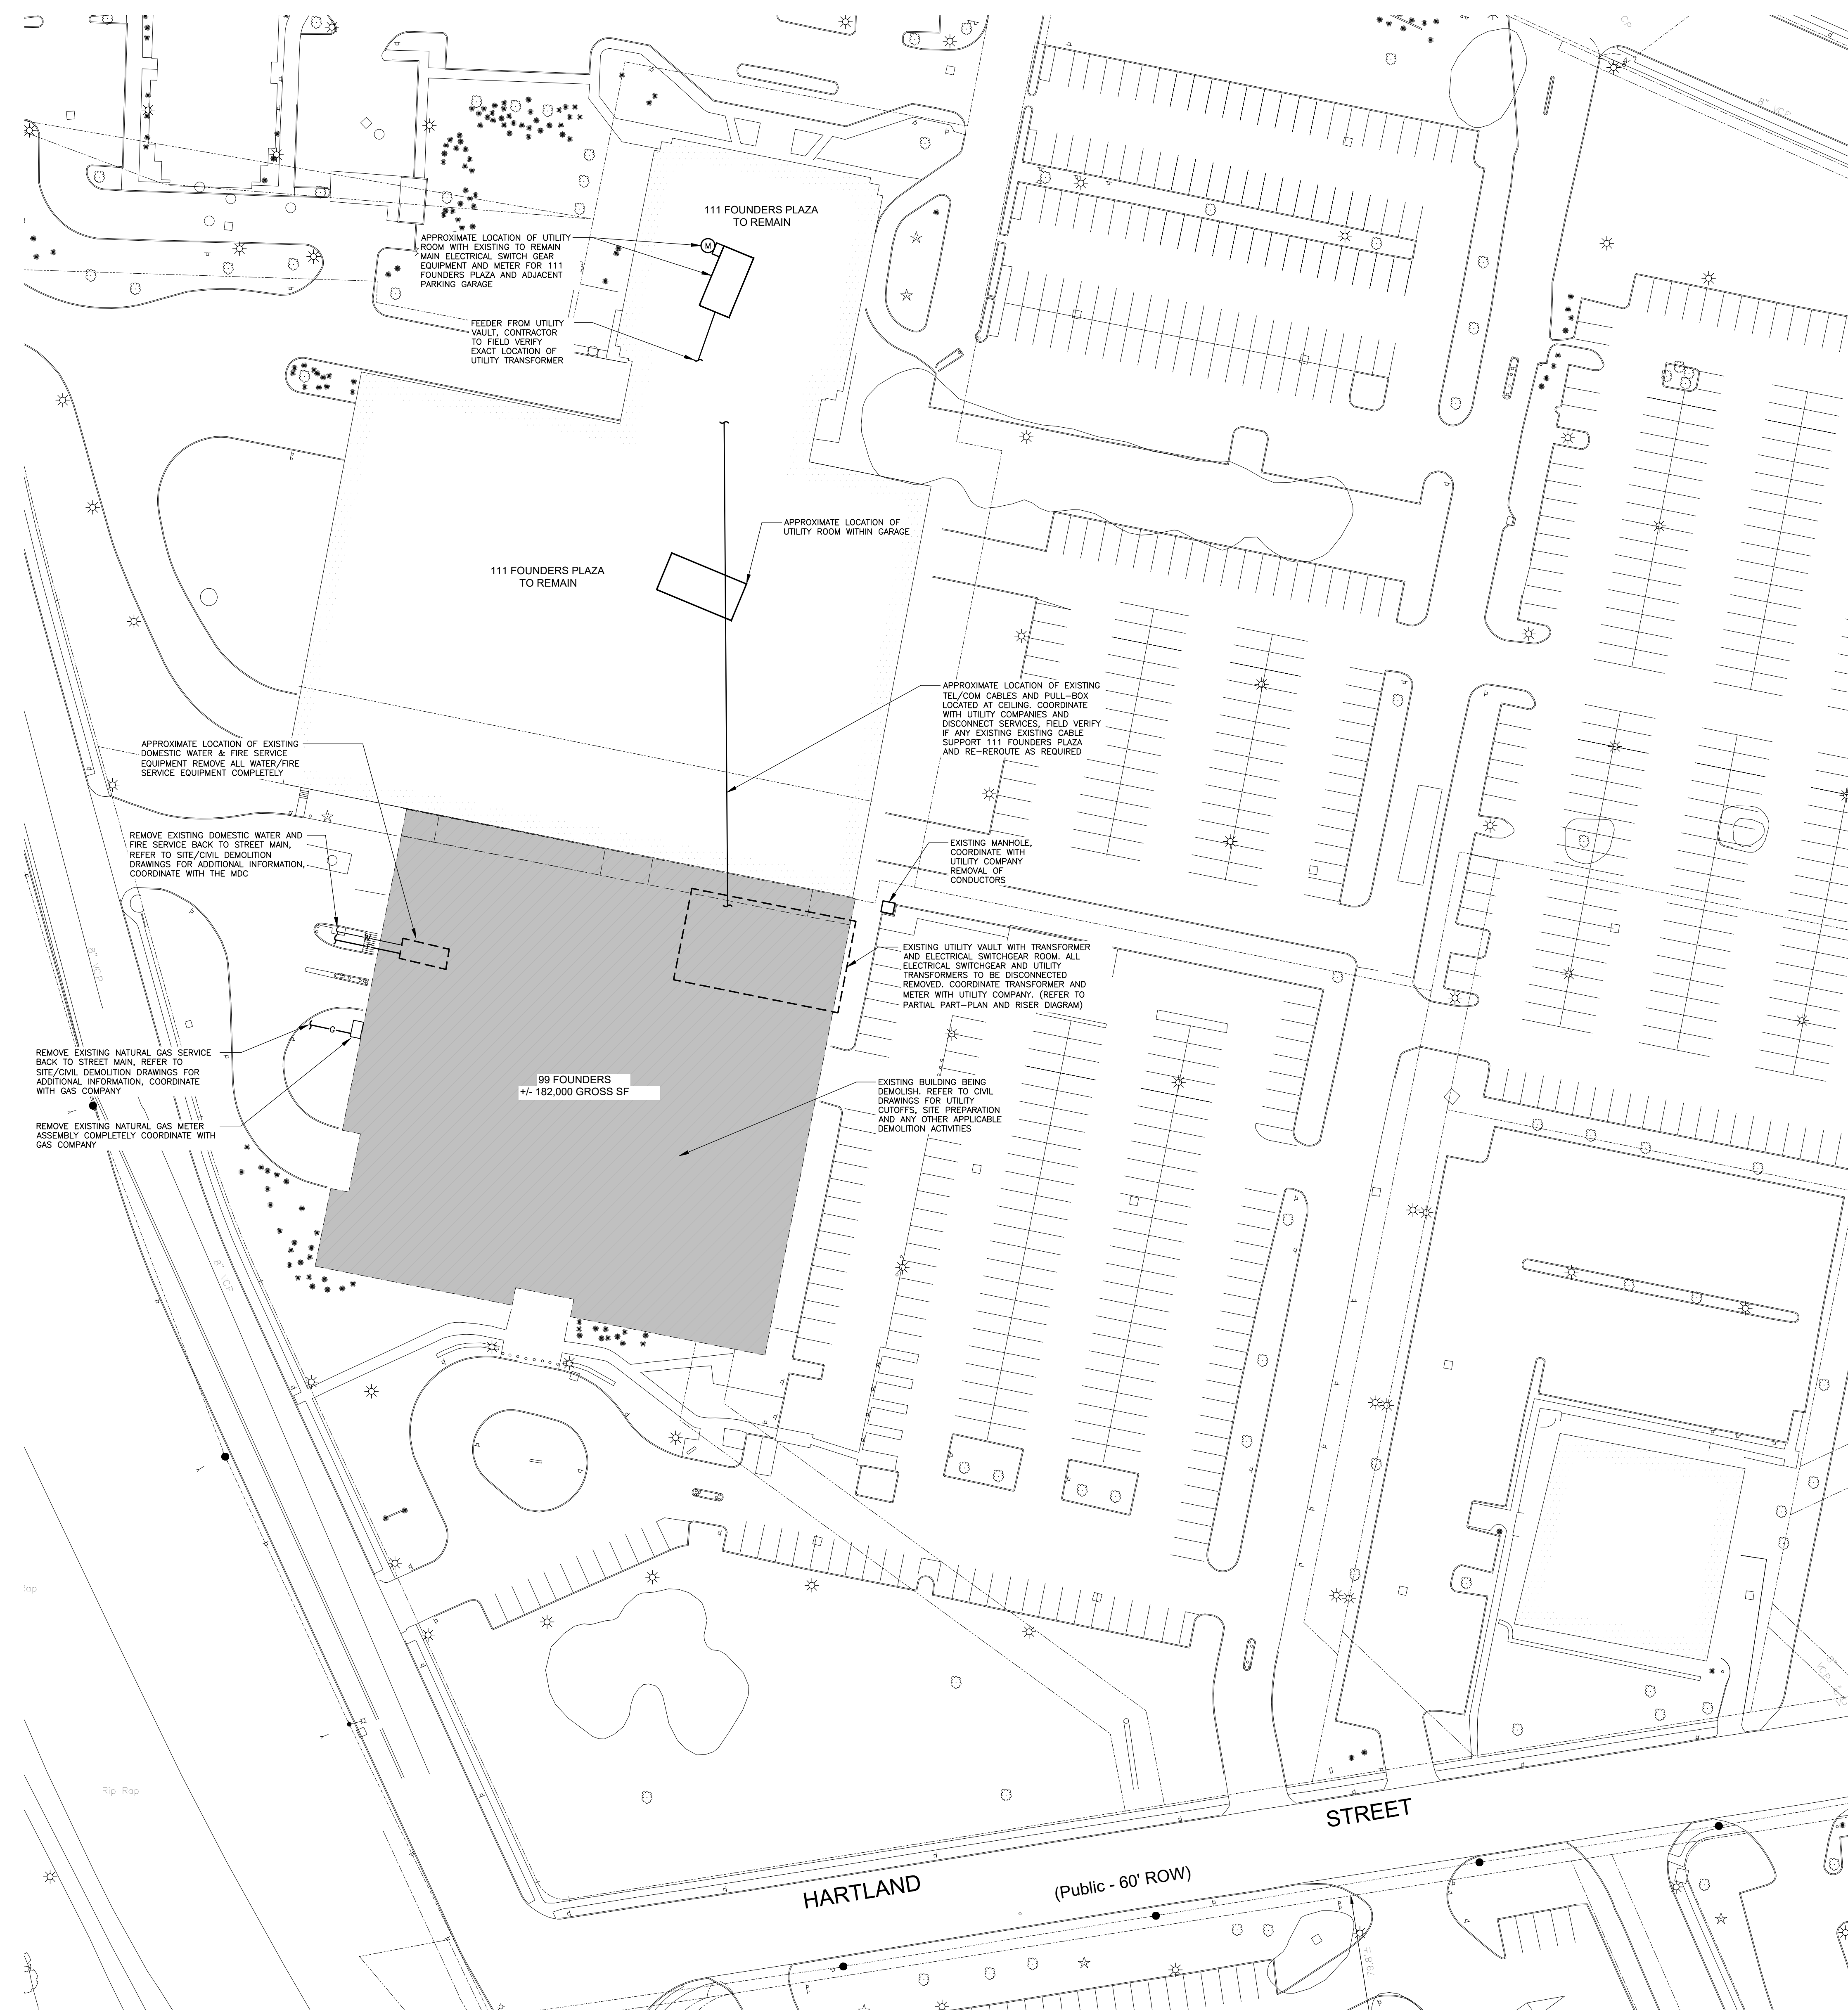 8" VCP
111 FOUNDERS PLAZA
TO REMAIN
M
APPROXIMATE LOCATION OF UTILITY
ROOM WITH EXISTING TO REMAIN
MAIN ELECTRICAL SWITCH GEAR
EQUIPMENT AND METER FOR 111
FOUNDERS PLAZA AND ADJACENT
PARKING GARAGE
FEEDER FROM UTILITY
VAULT, CONTRACTOR
TO FIELD VERIFY
EXACT LOCATION OF
UTILITY TRANSFORMER
APPROXIMATE LOCATION OF
UTILITY ROOM WITHIN GARAGE
111 FOUNDERS PLAZA
TO REMAIN
APPROXIMATE LOCATION OF EXISTING
TEL/COM CABLES AND PULL-BOX
LOCATED AT CEILING. COORDINATE
WITH UTILITY COMPANIES AND
DISCONNECT SERVICES, FIELD VERIFY
IF ANY EXISTING EXISTING CABLE
SUPPORT 111 FOUNDERS PLAZA
AND RE-REROUTE AS REQUIRED
APPROXIMATE LOCATION OF EXISTING
DOMESTIC WATER & FIRE SERVICE
EQUIPMENT REMOVE ALL WATER/FIRE
SERVICE EQUIPMENT COMPLETELY
REMOVE EXISTING DOMESTIC WATER AND
FIRE SERVICE BACK TO STREET MAIN,
REFER TO SITE/CIVIL DEMOLITION
DRAWINGS FOR ADDITIONAL INFORMATION,
COORDINATE WITH THE MDC
EXISTING MANHOLE,
COORDINATE WITH
UTILITY COMPANY
REMOVAL OF
CONDUCTORS
W
F
8" VCP
EXISTING UTILITY VAULT WITH TRANSFORMER
AND ELECTRICAL SWITCHGEAR ROOM. ALL
ELECTRICAL SWITCHGEAR AND UTILITY
TRANSFORMERS TO BE DISCONNECTED
REMOVED. COORDINATE TRANSFORMER AND
METER WITH UTILITY COMPANY. (REFER TO
PARTIAL PART-PLAN AND RISER DIAGRAM)
G
REMOVE EXISTING NATURAL GAS SERVICE
BACK TO STREET MAIN, REFER TO
SITE/CIVIL DEMOLITION DRAWINGS FOR
ADDITIONAL INFORMATION, COORDINATE
WITH GAS COMPANY
REMOVE EXISTING NATURAL GAS METER
ASSEMBLY COMPLETELY COORDINATE WITH
GAS COMPANY
99 FOUNDERS
+/- 182,000 GROSS SF
EXISTING BUILDING BEING
DEMOLISH. REFER TO CIVIL
DRAWINGS FOR UTILITY
CUTOFFS, SITE PREPARATION
AND ANY OTHER APPLICABLE
DEMOLITION ACTIVITIES
8" VCP
Rip Rap
HARTLAND
STREET
(Public - 60' ROW)